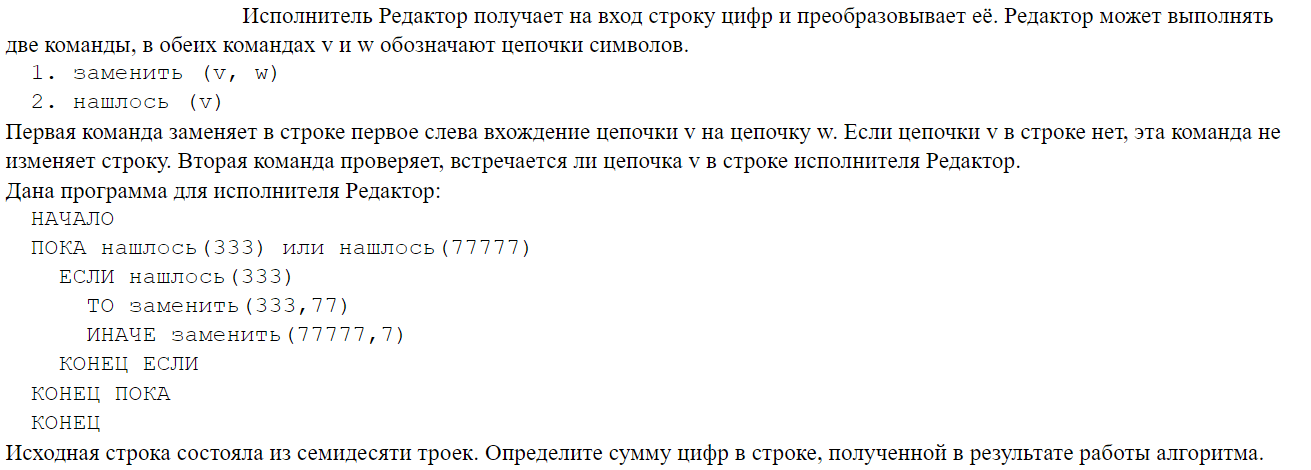 Исполнитель Редактор получает на вход строку цифр и преобразовывает её. Редактор может выполнять
две команды, в обеих командах v и w обозначают цепочки символов.
1. заменить (v, w)
2. нашлось (v)
Первая команда заменяет в строке первое слева вхождение цепочки v на цепочку w. Если цепочки v в строке нет, эта команда не
изменяет строку. Вторая команда проверяет, встречается ли цепочка v в строке исполнителя Редактор.
Дана программа для исполнителя Редактор:
НАЧАЛО
ПОКА нашлось(333) или нашлось(77777)
ЕСЛИ нашлось(333)
ТО заменить(333,77)
ИНАЧЕ заменить(77777,7)
КОНЕЦ ЕСЛИ
КОНЕЦ ПОКА
КОНЕЦ
Исходная строка состояла из семидесяти троек. Определите сумму цифр в строке, полученной в результате работы алгоритма.